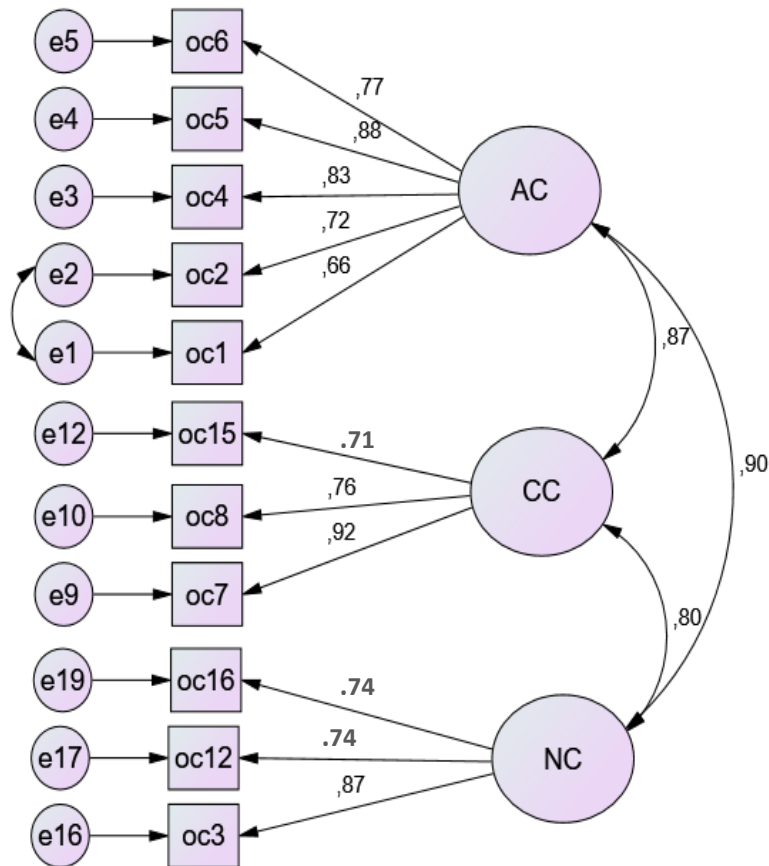 e5 oc6
,77
e4 oc5
,88
e3 oc4
,83
AC
e2 oc2
,72
e1 oc1
,66
,87
e12 oc15
.71
,90
e10 oc8
,76
CC
e9 oc7
,92
,80
e19 oc16
.74
e17 oc12
.74
NC
e16 oc3
,87